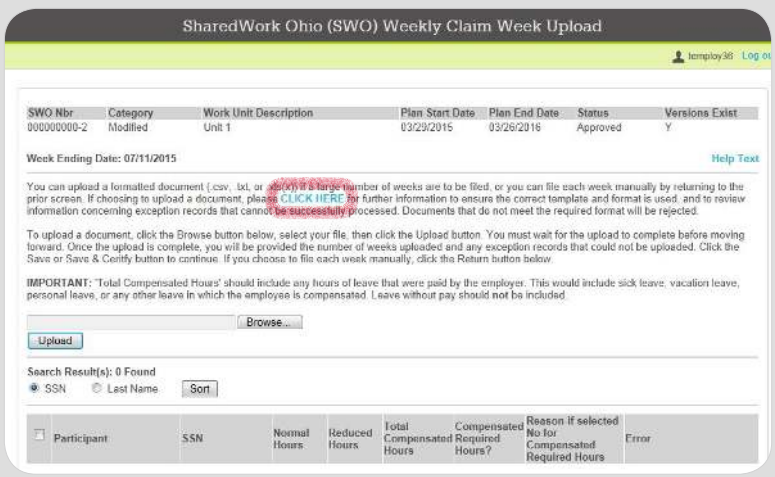 SharedWork Ohio (SWO) Weekly Claim Week Upload
temploy36 Log ou
SWO Nbr Category Work Unit Description Plan Start Date Plan End Date Status Versions Exist
000000000-2 Modified Unit 1 03/29/2015 03/26/2016 Approved Y
Week Ending Date: 07/11/2015 Help Text
You can upload a formatted document (.csv, .txt, or .xls(x)) if a large number of weeks are to be filed, or you can file each week manually by returning to the
prior screen. If choosing to upload a document, please CLICK HERE for further information to ensure the correct template and format is used, and to review
information concerning exception records that cannot be successfully processed. Documents that do not meet the required format will be rejected.
To upload a document, click the Browse button below, select your file, then click the Upload button. You must wait for the upload to complete before moving
forward. Once the upload is complete, you will be provided the number of weeks uploaded and any exception records that could not be uploaded. Click the
Save or Save & Ceritfy button to continue. If you choose to file each week manually, click the Return button below.
IMPORTANT: 'Total Compensated Hours' should include any hours of leave that were paid by the employer. This would include sick leave, vacation leave,
personal leave, or any other leave in which the employee is compensated. Leave without pay should not be included.
Browse...
Upload
Search Result(s): 0 Found
SSN Last Name Sort
Participant SSN Normal Hours Reduced Hours Total Compensated Hours Compensated Required Hours? Reason if selected No for Compensated Required Hours Error